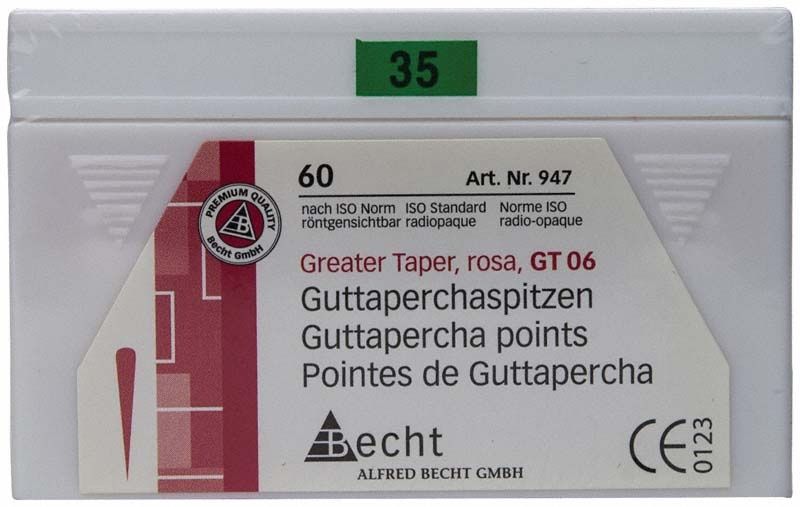 35
60 Art. Nr. 947
nach ISO Norm ISO Standard Norme ISO
röntgensichtbar radiopaque radio-opaque
PREMIUM QUALITY
B
Becht GmbH
Greater Taper, rosa, GT 06
Guttaperchaspitzen
Guttapercha points
Pointes de Guttapercha
Becht
ALFRED BECHT GMBH
CE 0123